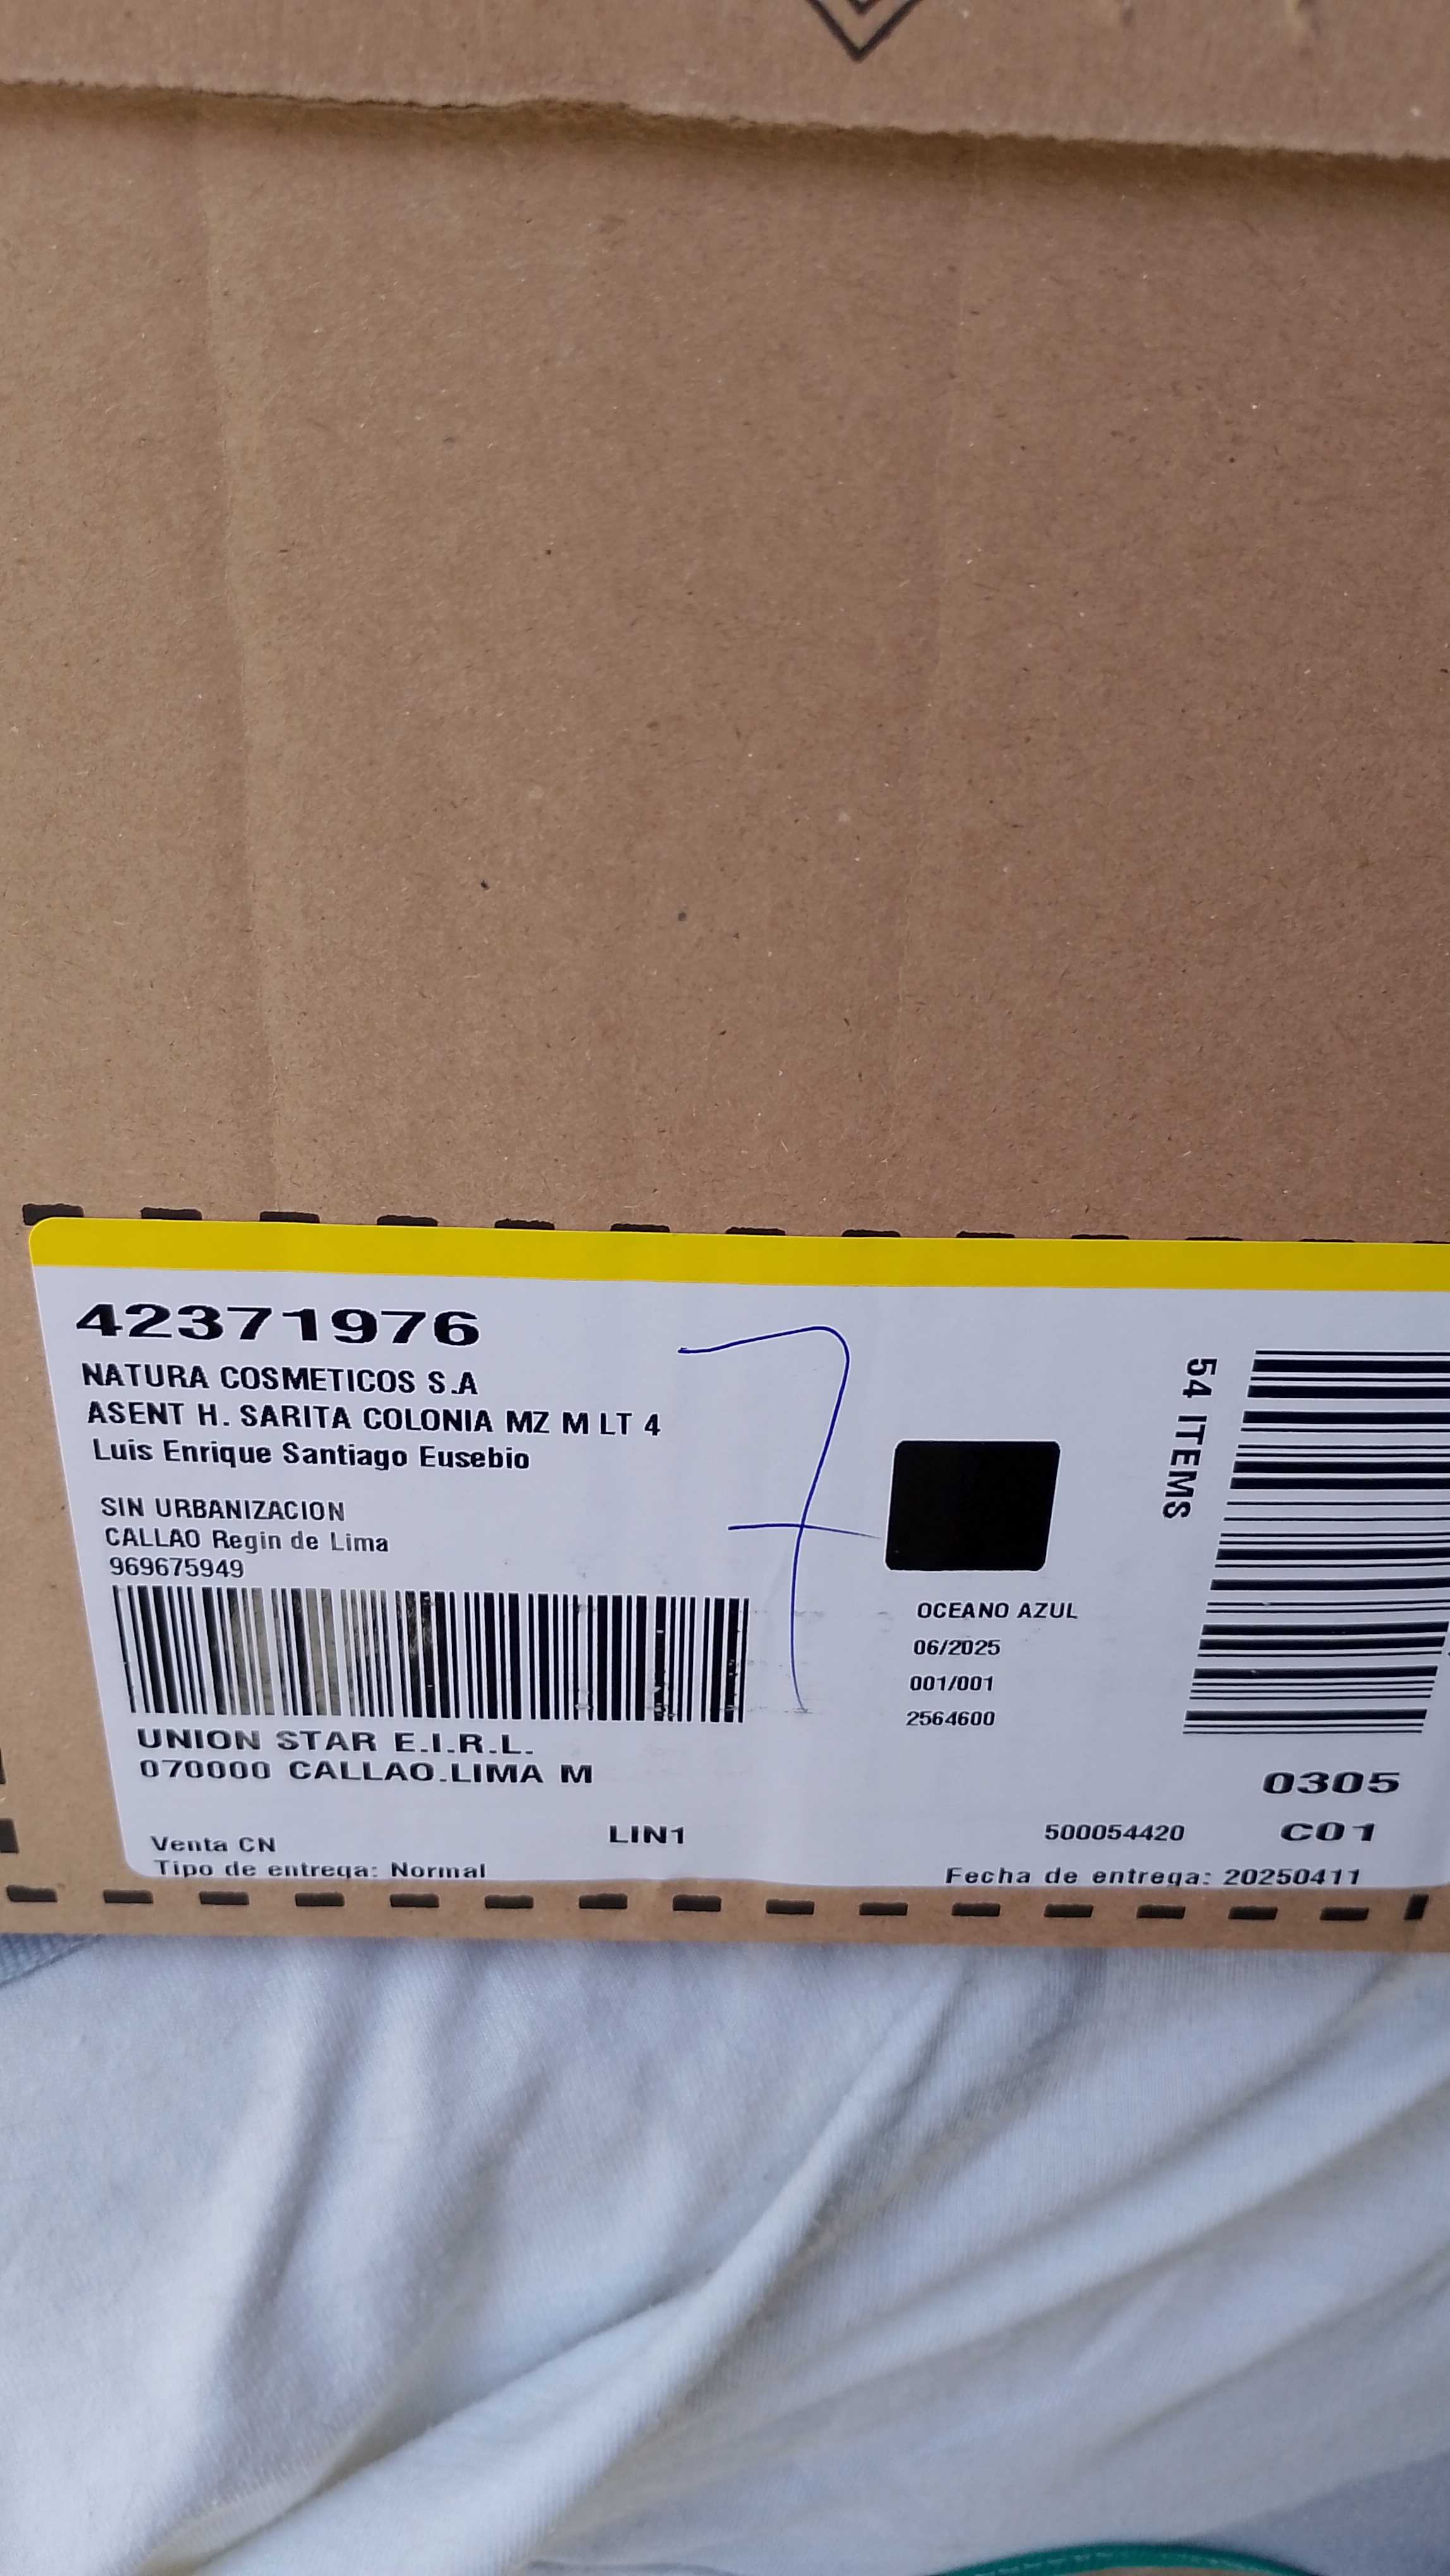 42371976
NATURA COSMETICOS S.A
ASENT H. SARITA COLONIA MZ M LT 4
Luis Enrique Santiago Eusebio
SIN URBANIZACION
CALLAO Regin de Lima
969675949
UNION STAR E.I.R.L.
070000 CALLAO.LIMA M
Venta CN
Tipo de entrega: Normal
LIN1
7
OCEANO AZUL
06/2025
001/001
2564600
54 ITEMS
0305
500054420
C01
Fecha de entrega: 20250411